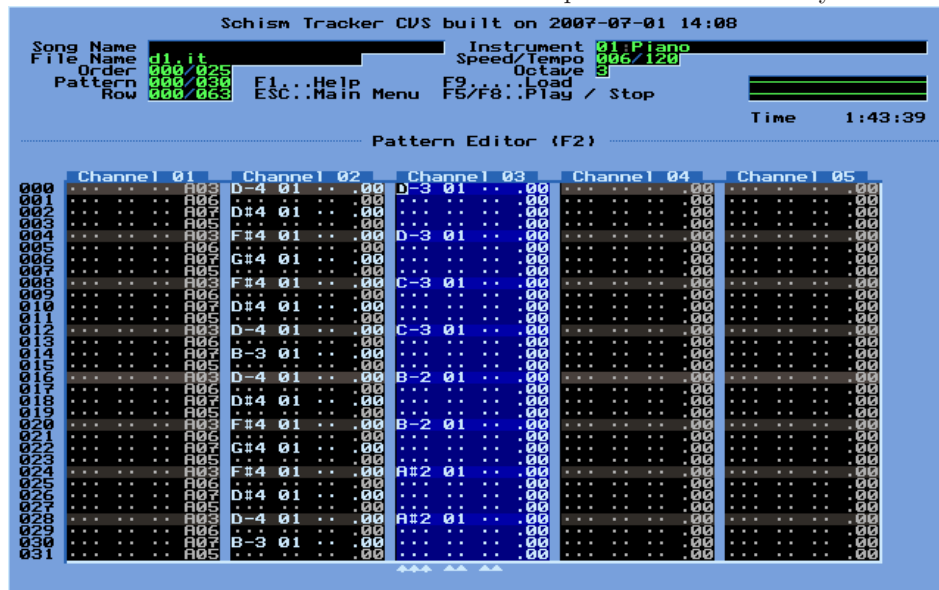 Schism Tracker CVS built on 2007-07-01 14:08
Song Name Instrument 01:Piano
File Name d1.it Speed/Tempo 006/120
Order 000/025 Octave 3
Pattern 000/030 F1...Help F9....Load
Row 000/063 ESC..Main Menu F5/F8..Play / Stop
Time 1:43:39
Pattern Editor (F2)
Channel 01 Channel 02 Channel 03 Channel 04 Channel 05
000 ... .. .. A03 D-4 01 .. .00 D-3 01 .. .00 ... .. .. .00 ... .. .. .00
001 ... .. .. A06 ... .. .. .00 ... .. .. .00 ... .. .. .00 ... .. .. .00
002 ... .. .. A07 D#4 01 .. .00 ... .. .. .00 ... .. .. .00 ... .. .. .00
003 ... .. .. A05 ... .. .. .00 ... .. .. .00 ... .. .. .00 ... .. .. .00
004 ... .. .. A03 F#4 01 .. .00 D-3 01 .. .00 ... .. .. .00 ... .. .. .00
005 ... .. .. A06 ... .. .. .00 ... .. .. .00 ... .. .. .00 ... .. .. .00
006 ... .. .. A07 G#4 01 .. .00 ... .. .. .00 ... .. .. .00 ... .. .. .00
007 ... .. .. A05 ... .. .. .00 ... .. .. .00 ... .. .. .00 ... .. .. .00
008 ... .. .. A03 F#4 01 .. .00 C-3 01 .. .00 ... .. .. .00 ... .. .. .00
009 ... .. .. A06 ... .. .. .00 ... .. .. .00 ... .. .. .00 ... .. .. .00
010 ... .. .. A07 D#4 01 .. .00 ... .. .. .00 ... .. .. .00 ... .. .. .00
011 ... .. .. A05 ... .. .. .00 ... .. .. .00 ... .. .. .00 ... .. .. .00
012 ... .. .. A03 D-4 01 .. .00 C-3 01 .. .00 ... .. .. .00 ... .. .. .00
013 ... .. .. A06 ... .. .. .00 ... .. .. .00 ... .. .. .00 ... .. .. .00
014 ... .. .. A07 B-3 01 .. .00 ... .. .. .00 ... .. .. .00 ... .. .. .00
015 ... .. .. A05 ... .. .. .00 ... .. .. .00 ... .. .. .00 ... .. .. .00
016 ... .. .. A03 D-4 01 .. .00 B-2 01 .. .00 ... .. .. .00 ... .. .. .00
017 ... .. .. A06 ... .. .. .00 ... .. .. .00 ... .. .. .00 ... .. .. .00
018 ... .. .. A07 D#4 01 .. .00 ... .. .. .00 ... .. .. .00 ... .. .. .00
019 ... .. .. A05 ... .. .. .00 ... .. .. .00 ... .. .. .00 ... .. .. .00
020 ... .. .. A03 F#4 01 .. .00 B-2 01 .. .00 ... .. .. .00 ... .. .. .00
021 ... .. .. A06 ... .. .. .00 ... .. .. .00 ... .. .. .00 ... .. .. .00
022 ... .. .. A07 G#4 01 .. .00 ... .. .. .00 ... .. .. .00 ... .. .. .00
023 ... .. .. A05 ... .. .. .00 ... .. .. .00 ... .. .. .00 ... .. .. .00
024 ... .. .. A03 F#4 01 .. .00 A#2 01 .. .00 ... .. .. .00 ... .. .. .00
025 ... .. .. A06 ... .. .. .00 ... .. .. .00 ... .. .. .00 ... .. .. .00
026 ... .. .. A07 D#4 01 .. .00 ... .. .. .00 ... .. .. .00 ... .. .. .00
027 ... .. .. A05 ... .. .. .00 ... .. .. .00 ... .. .. .00 ... .. .. .00
028 ... .. .. A03 D-4 01 .. .00 A#2 01 .. .00 ... .. .. .00 ... .. .. .00
029 ... .. .. A06 ... .. .. .00 ... .. .. .00 ... .. .. .00 ... .. .. .00
030 ... .. .. A07 B-3 01 .. .00 ... .. .. .00 ... .. .. .00 ... .. .. .00
031 ... .. .. A05 ... .. .. .00 ... .. .. .00 ... .. .. .00 ... .. .. .00